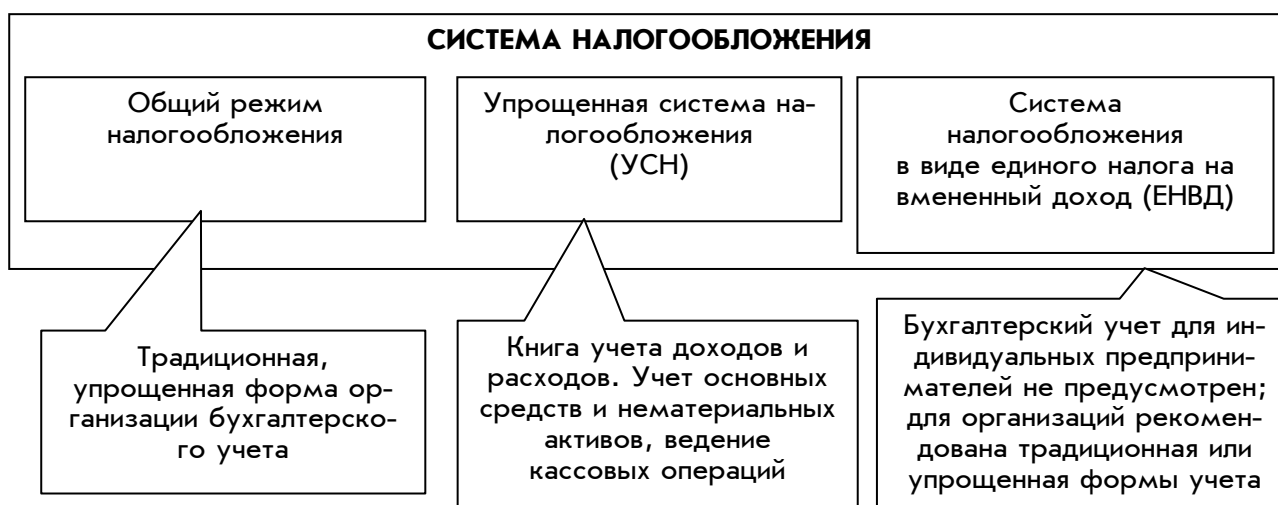 СИСТЕМА НАЛОГООБЛОЖЕНИЯ
Общий режим
налогообложения
Упрощенная система на-
логообложения
(УСН)
Система
налогообложения
в виде единого налога на
вмененный доход (ЕНВД)
Традиционная,
упрощенная форма ор-
ганизации бухгалтерско-
го учета
Книга учета доходов и
расходов. Учет основных
средств и нематериальных
активов, ведение
кассовых операций
Бухгалтерский учет для ин-
дивидуальных предприни-
мателей не предусмотрен;
для организаций рекомен-
дована традиционная или
упрощенная формы учета